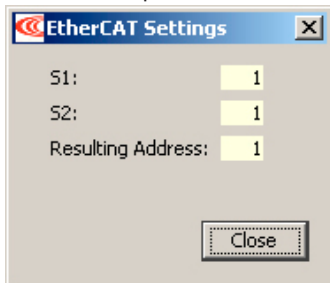 EtherCAT Settings
S1: 1
S2: 1
Resulting Address: 1
Close